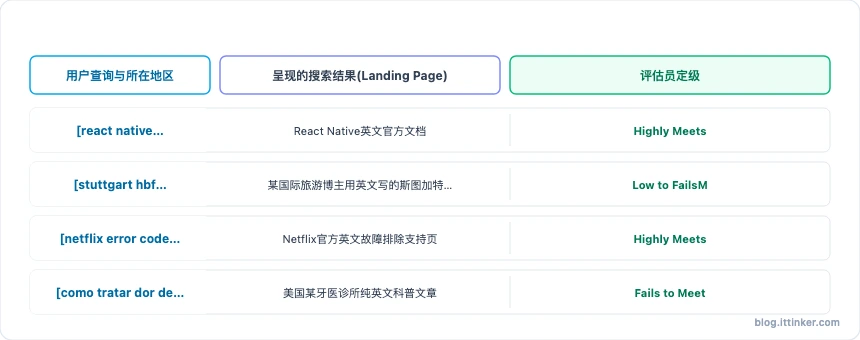 用户查询与所在地区
呈现的搜索结果(Landing Page)
评估员定级
[react native...
React Native英文官方文档
Highly Meets
[stuttgart hbf...
某国际旅游博主用英文写的斯图加特...
Low to FailsM
[netflix error code...
Netflix官方英文故障排除支持页
Highly Meets
[como tratar dor de...
美国某牙医诊所纯英文科普文章
Fails to Meet
blog.ittinker.com